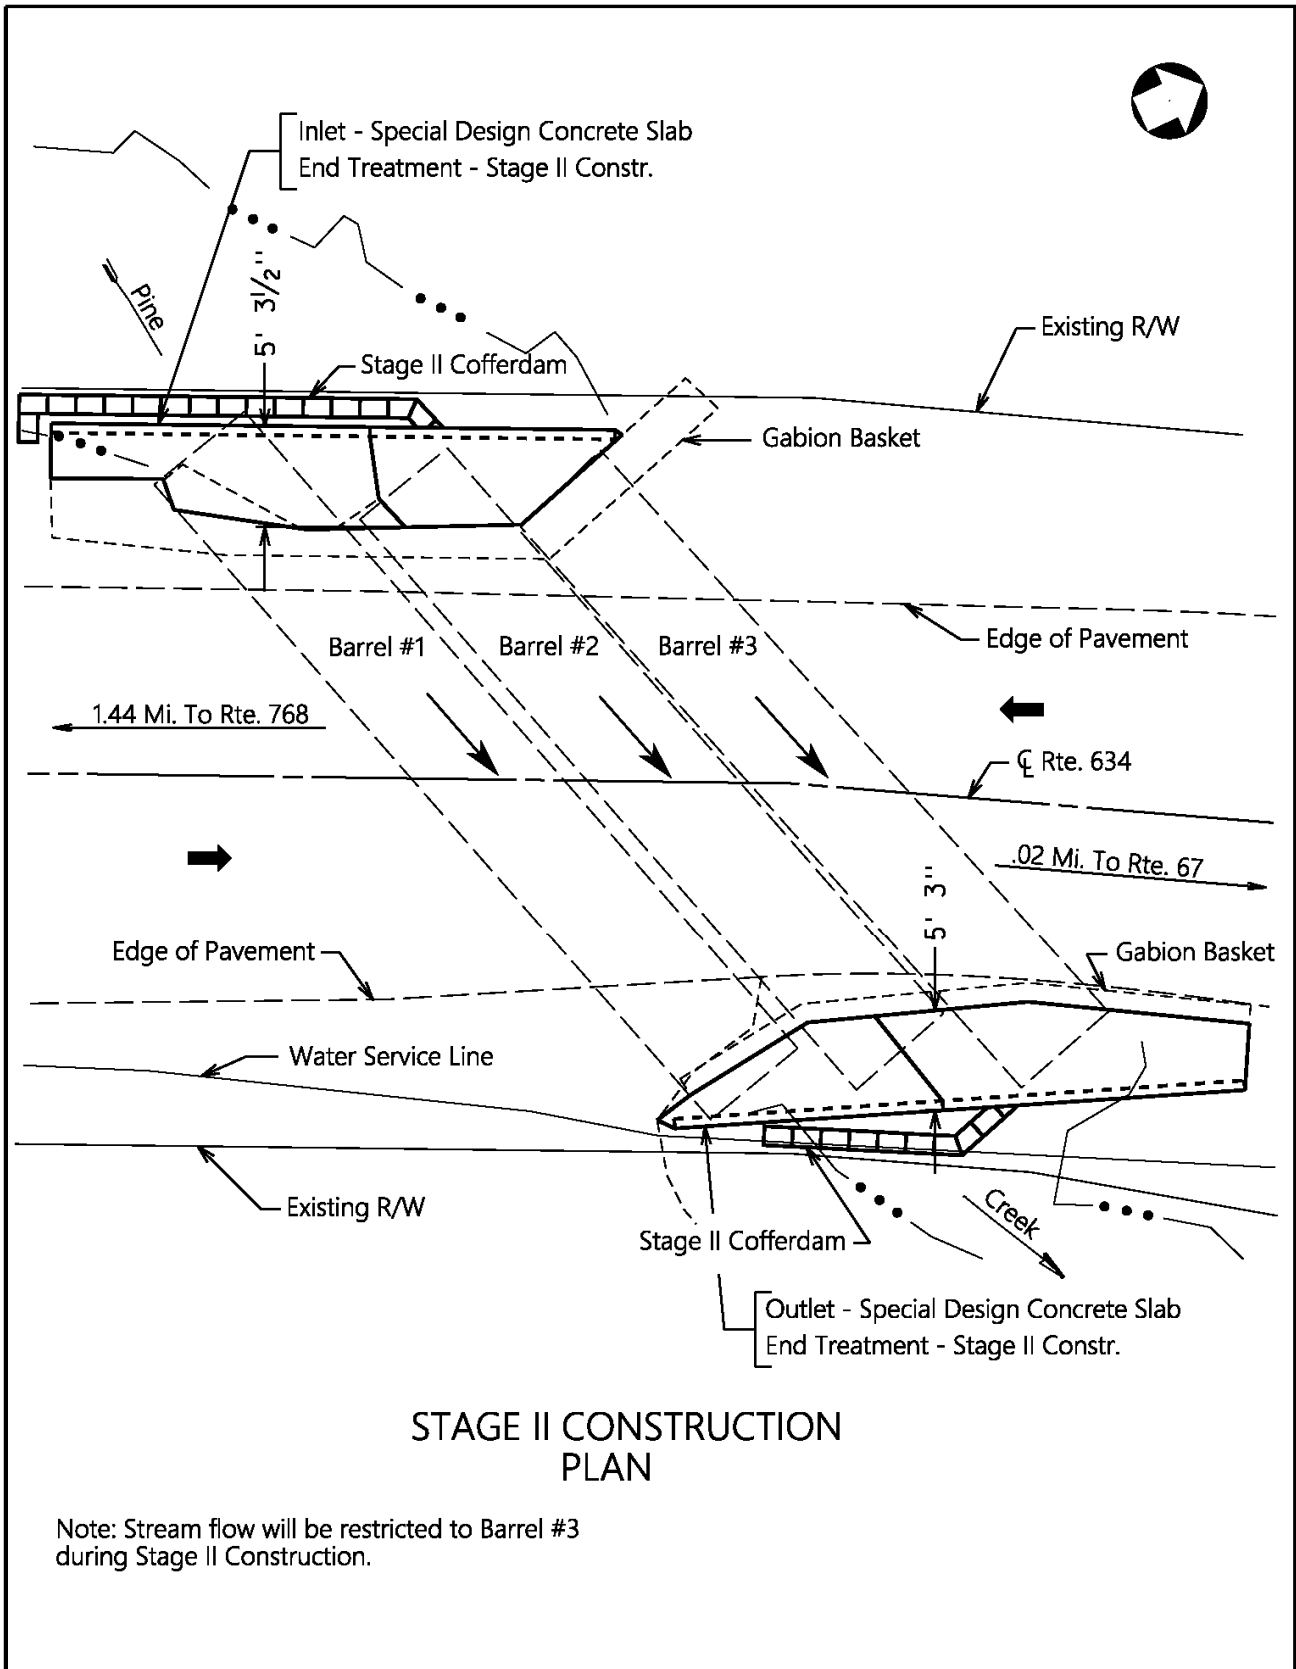 Inlet - Special Design Concrete Slab
End Treatment - Stage II Constr.
5' 3½"
Pine
Existing R/W
Stage II Cofferdam
Gabion Basket
Edge of Pavement
Barrel #1
Barrel #2
Barrel #3
1.44 Mi. To Rte. 768
℄ Rte. 634
.02 Mi. To Rte. 67
5' 3"
Edge of Pavement
Gabion Basket
Water Service Line
Existing R/W
Creek
Stage II Cofferdam
Outlet - Special Design Concrete Slab
End Treatment - Stage II Constr.
STAGE II CONSTRUCTION
PLAN
Note: Stream flow will be restricted to Barrel #3
during Stage II Construction.